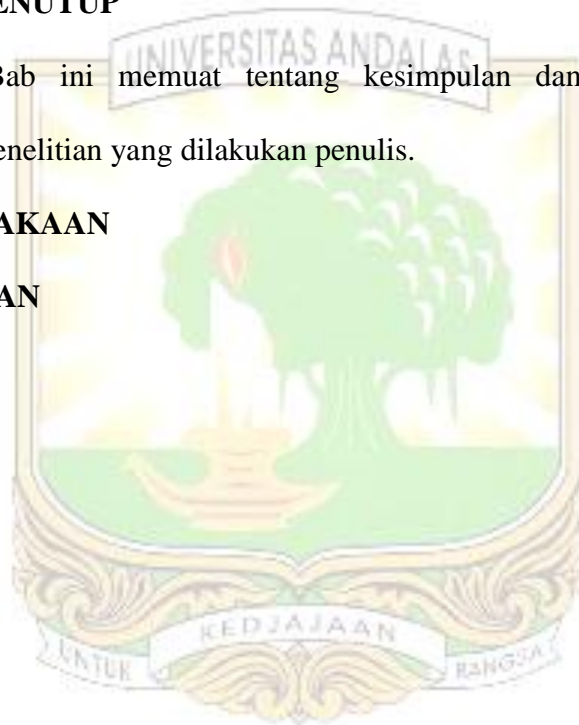 ENUTUP
UNIVERSITAS ANDALAS
Bab ini memuat tentang kesimpulan dan
enelitian yang dilakukan penulis.
AKAAN
AN
UNTUK KEDJAJAAN BANGSA